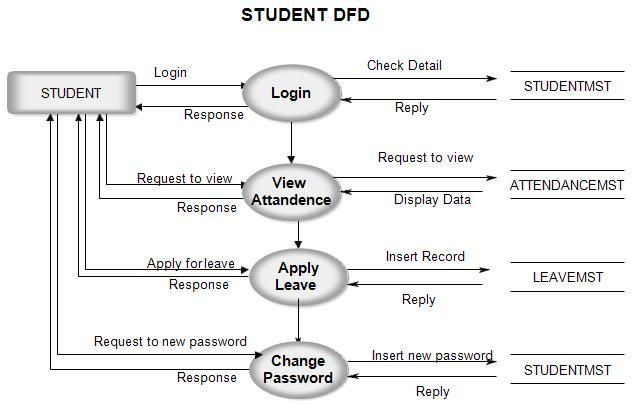 STUDENT DFD
Login
Check Detail
STUDENT
Login
STUDENTMST
Response
Reply
Request to view
Request to view
View
Attandence
ATTENDANCEMST
Response
Display Data
Apply for leave
Insert Record
Apply
Leave
LEAVEMST
Response
Reply
Request to new password
Insert new password
Change
Password
STUDENTMST
Response
Reply